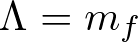 Λ = m_f